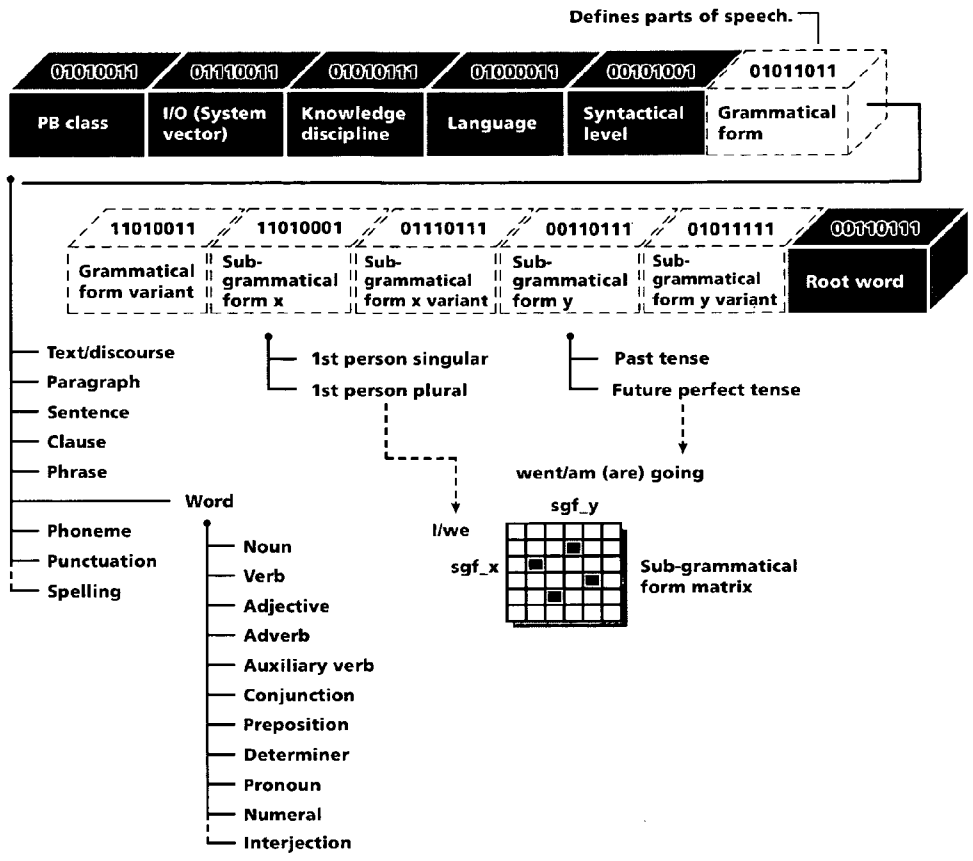 Defines parts of speech.
01010011 01110011 01010111 01000011 00101001 01011011
PB class
I/O (System
vector)
Knowledge
discipline
Language
Syntactical
level
Grammatical
form
11010011 11010001 01110111 00110111 01011111 00110111
Grammatical
form variant
Sub-
grammatical
form x
Sub-
grammatical
form x variant
Sub-
grammatical
form y
Sub-
grammatical
form y variant
Root word
Text/discourse
Paragraph
Sentence
Clause
Phrase
Word
Phoneme
Punctuation
Spelling
Noun
Verb
Adjective
Adverb
Auxiliary verb
Conjunction
Preposition
Determiner
Pronoun
Numeral
Interjection
1st person singular
1st person plural
Past tense
Future perfect tense
went/am (are) going
sgf_y
I/we
sgf_x
Sub-grammatical
form matrix